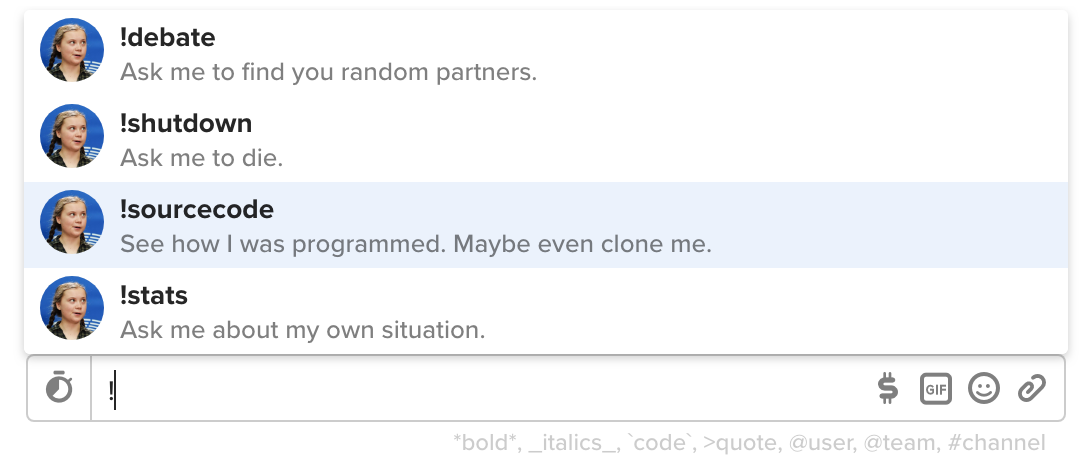 !debate
Ask me to find you random partners.
!shutdown
Ask me to die.
!sourcecode
See how I was programmed. Maybe even clone me.
!stats
Ask me about my own situation.
!
GIF
*bold*, _italics_, `code`, >quote, @user, @team, #channel